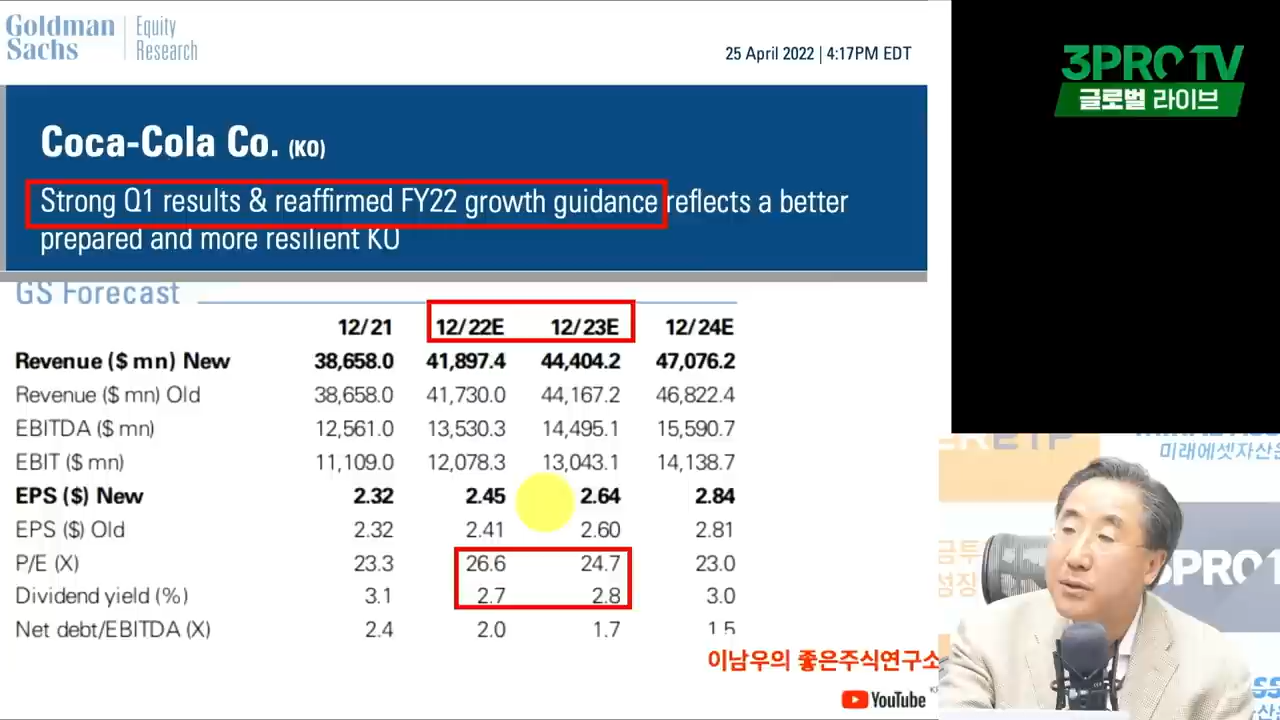 Goldman Sachs
Equity Research
25 April 2022 | 4:17PM EDT
3PRO TV
글로벌 라이브
Coca-Cola Co. (KO)
Strong Q1 results & reaffirmed FY22 growth guidance reflects a better
prepared and more resilient KO
GS Forecast
12/21 12/22E 12/23E 12/24E
Revenue ($ mn) New 38,658.0 41,897.4 44,404.2 47,076.2
Revenue ($ mn) Old 38,658.0 41,730.0 44,167.2 46,822.4
EBITDA ($ mn) 12,561.0 13,530.3 14,495.1 15,590.7
EBIT ($ mn) 11,109.0 12,078.3 13,043.1 14,138.7
EPS ($) New 2.32 2.45 2.64 2.84
EPS ($) Old 2.32 2.41 2.60 2.81
P/E (X) 23.3 26.6 24.7 23.0
Dividend yield (%) 3.1 2.7 2.8 3.0
Net debt/EBITDA (X) 2.4 2.0 1.7 1.5
이남우의 좋은주식연구소
YouTube
미래에셋자산운
3PRO